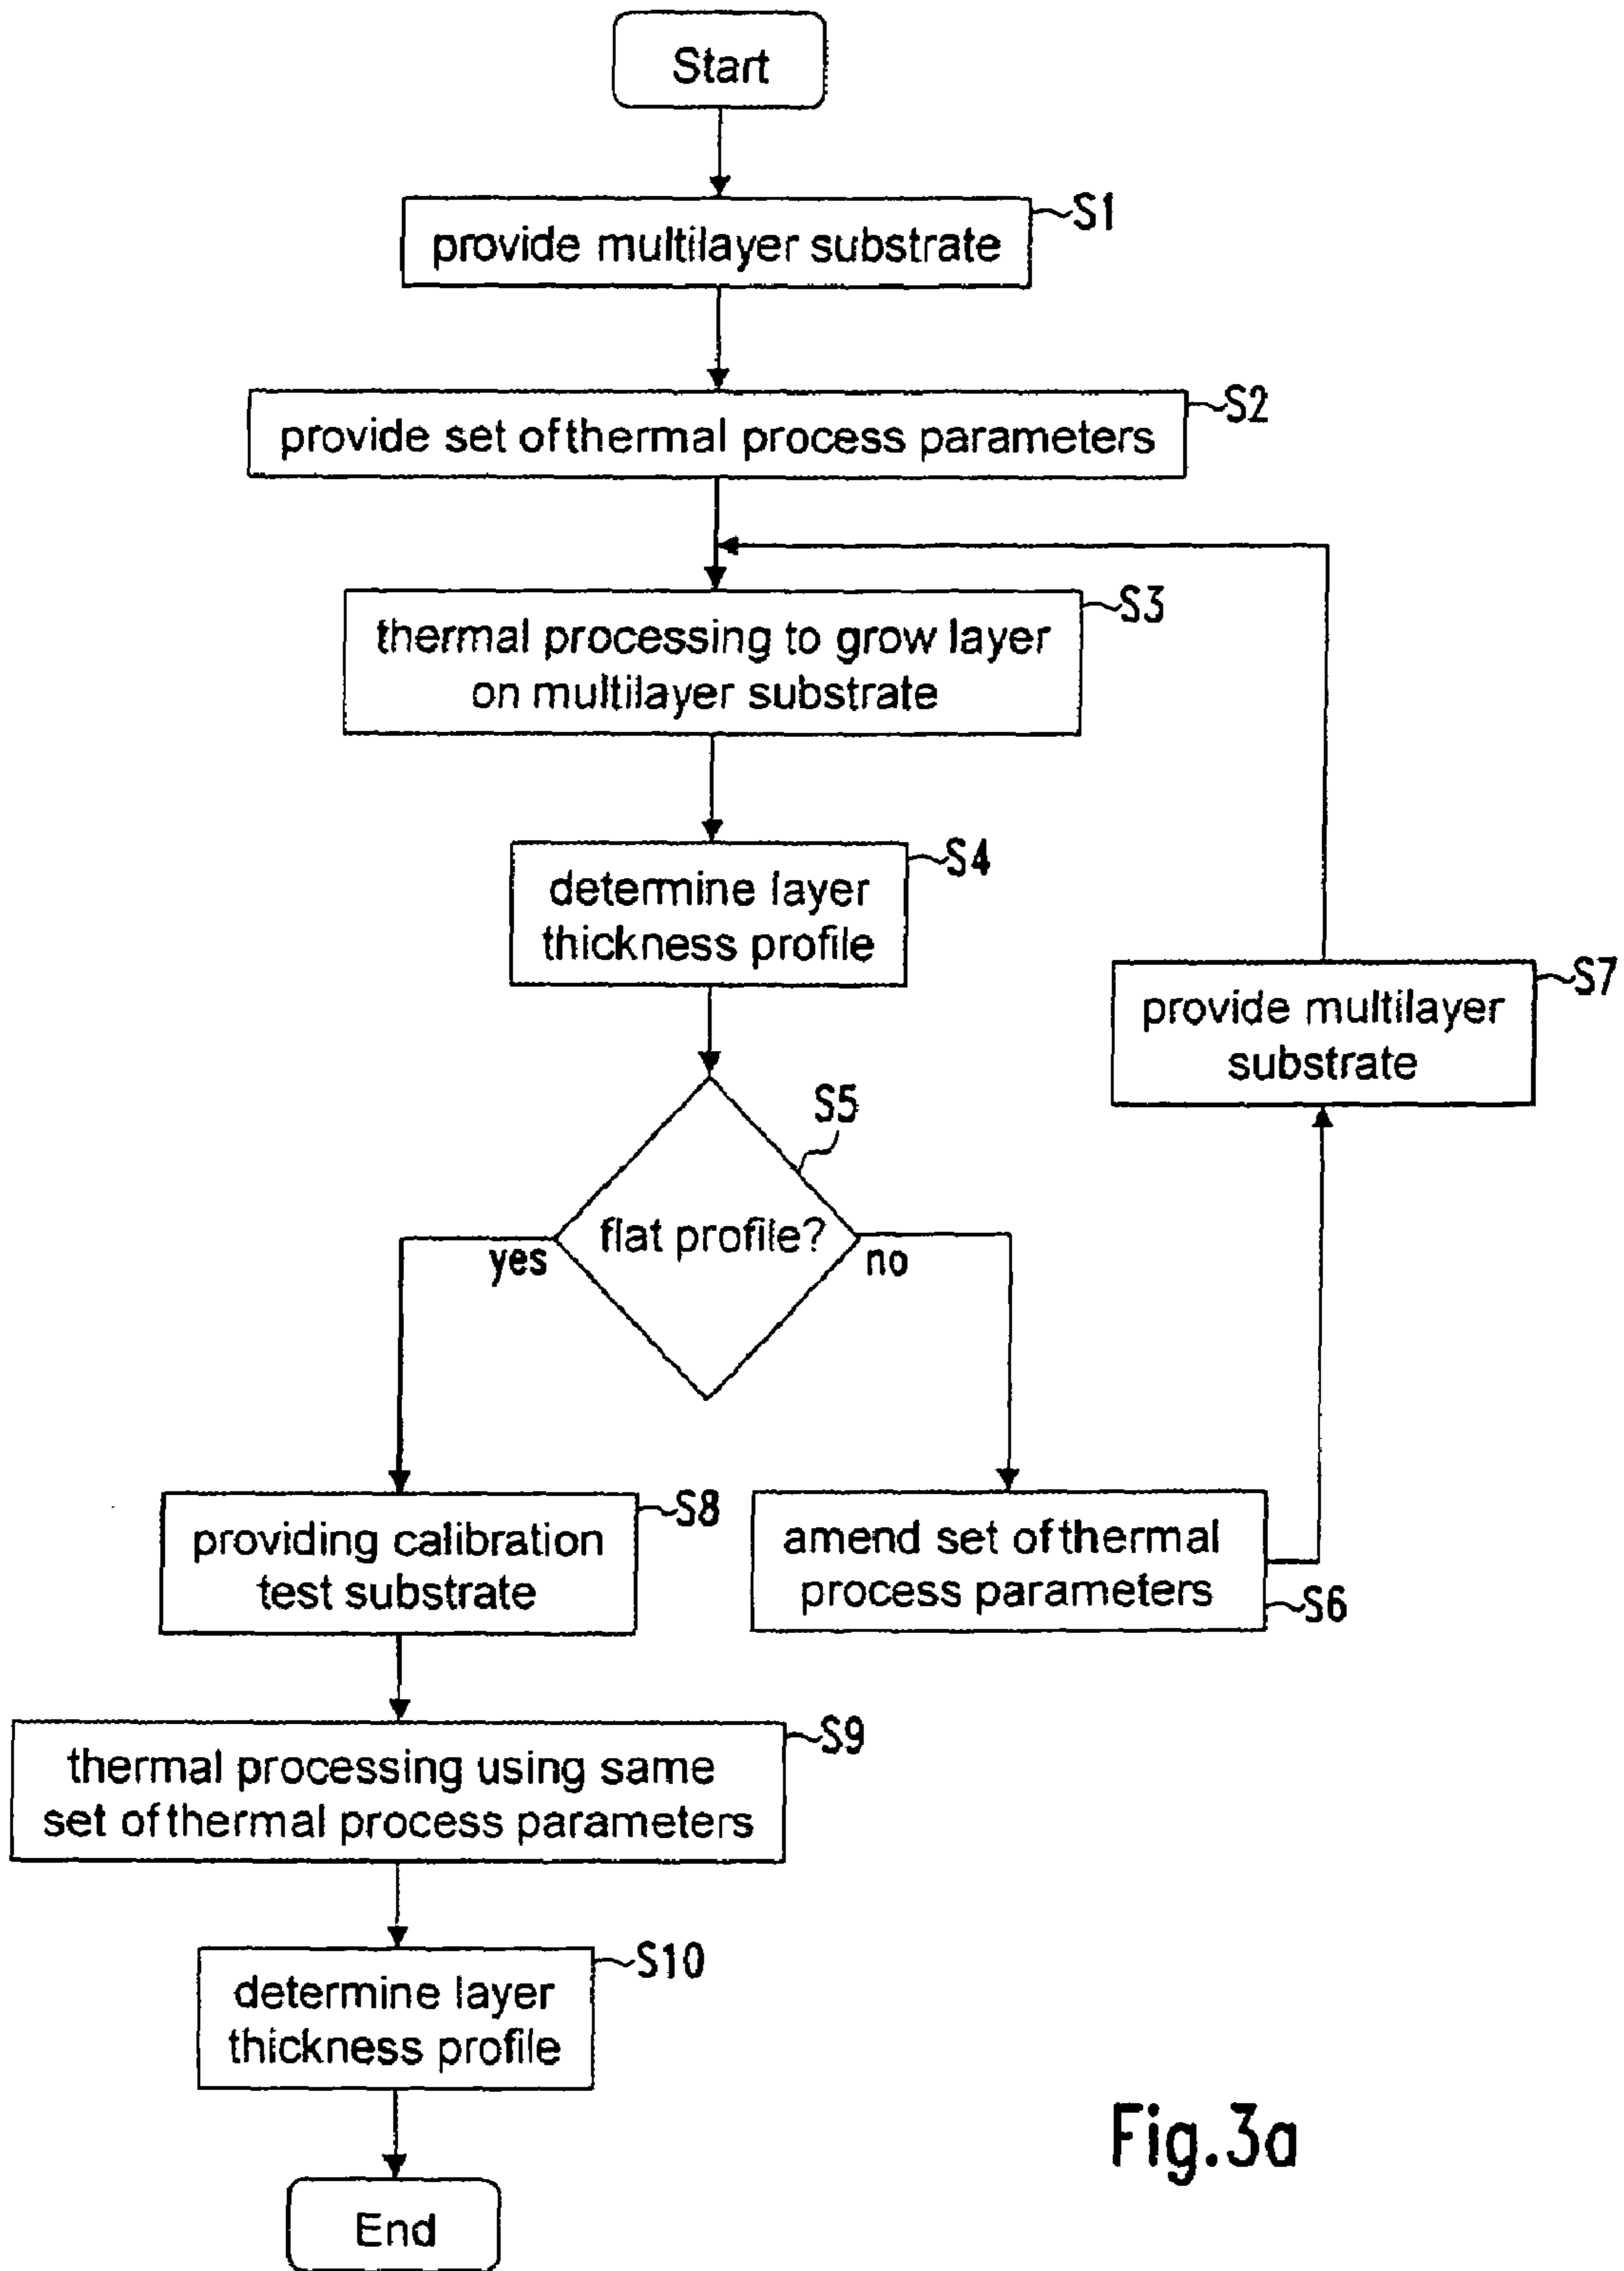 Start
S1
provide multilayer substrate
S2
provide set of thermal process parameters
S3
thermal processing to grow layer
on multilayer substrate
S4
determine layer
thickness profile
S7
provide multilayer
substrate
S5
flat profile?
yes
no
S8
providing calibration
test substrate
amend set of thermal
process parameters
S6
S9
thermal processing using same
set of thermal process parameters
S10
determine layer
thickness profile
End
Fig.3a